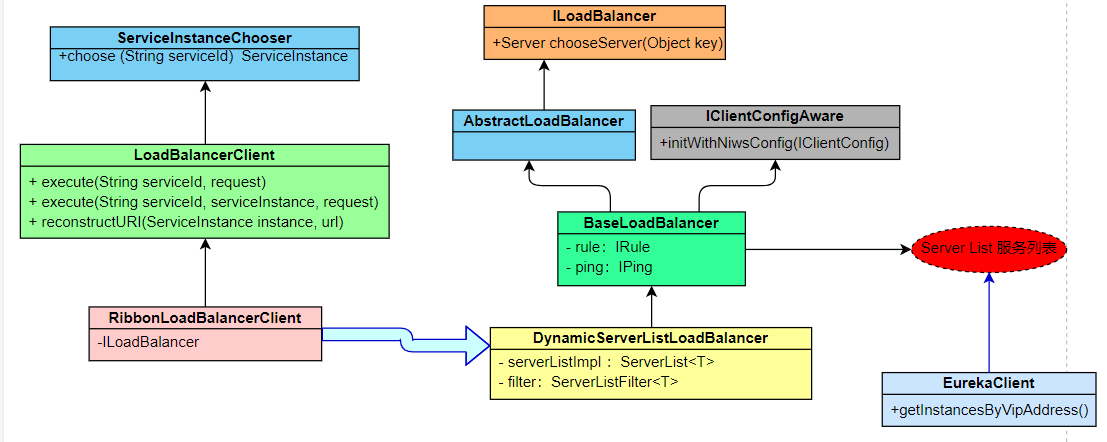 ServiceInstanceChooser
+choose (String serviceId) ServiceInstance
LoadBalancerClient
+ execute(String serviceId, request)
+ execute(String serviceId, serviceInstance, request)
+ reconstructURI(ServiceInstance instance, url)
RibbonLoadBalancerClient
-ILoadBalancer
ILoadBalancer
+Server chooseServer(Object key)
AbstractLoadBalancer
IClientConfigAware
+initWithNiwsConfig(IClientConfig)
BaseLoadBalancer
- rule：IRule
- ping：IPing
DynamicServerListLoadBalancer
- serverListImpl： ServerList<T>
- filter：ServerListFilter<T>
Server List 服务列表
EurekaClient
+getInstancesByVipAddress()